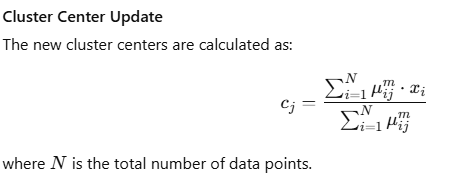 Cluster Center Update
The new cluster centers are calculated as:
c_j = \frac{\sum_{i=1}^{N} \mu_{ij}^{m} \cdot x_i}{\sum_{i=1}^{N} \mu_{ij}^{m}}
where N is the total number of data points.